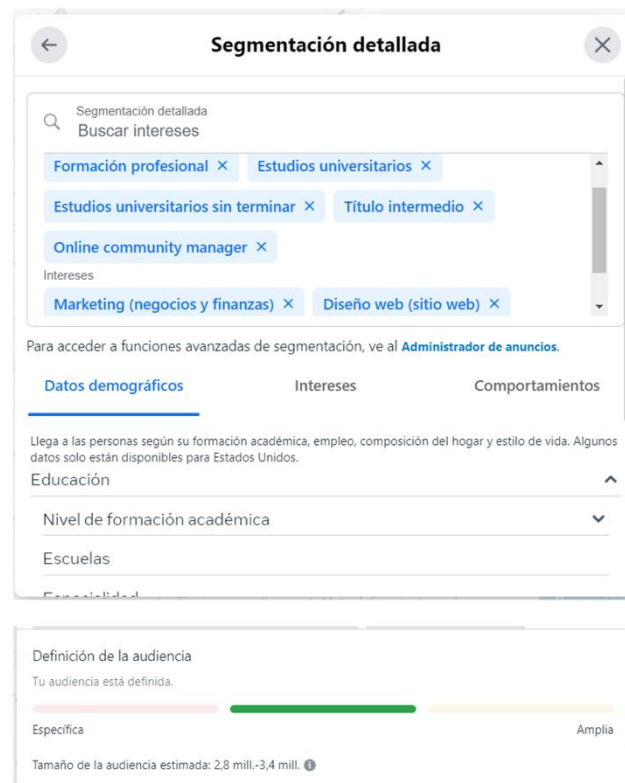 Segmentación detallada
Segmentación detallada
Buscar intereses
Formación profesional × Estudios universitarios ×
Estudios universitarios sin terminar × Título intermedio ×
Online community manager ×
Intereses
Marketing (negocios y finanzas) × Diseño web (sitio web) ×
Para acceder a funciones avanzadas de segmentación, ve al Administrador de anuncios.
Datos demográficos Intereses Comportamientos
Llega a las personas según su formación académica, empleo, composición del hogar y estilo de vida. Algunos
datos solo están disponibles para Estados Unidos.
Educación
Nivel de formación académica
Escuelas
Definición de la audiencia
Tu audiencia está definida.
Específica Amplia
Tamaño de la audiencia estimada: 2,8 mill.-3,4 mill.